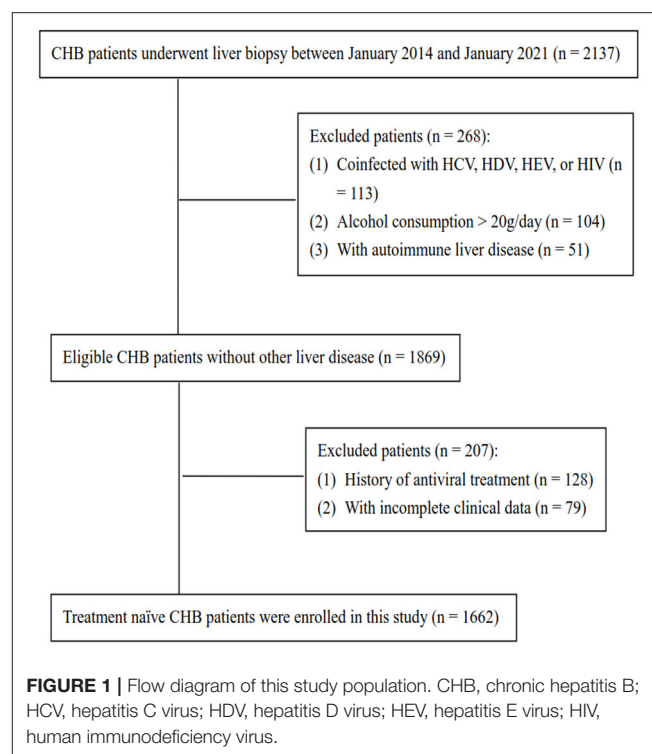 CHB patients underwent liver biopsy between January 2014 and January 2021 (n = 2137)
Excluded patients (n = 268):
(1) Coinfected with HCV, HDV, HEV, or HIV (n
= 113)
(2) Alcohol consumption > 20g/day (n = 104)
(3) With autoimmune liver disease (n = 51)
Eligible CHB patients without other liver disease (n = 1869)
Excluded patients (n = 207):
(1) History of antiviral treatment (n = 128)
(2) With incomplete clinical data (n = 79)
Treatment naïve CHB patients were enrolled in this study (n = 1662)
FIGURE 1 | Flow diagram of this study population. CHB, chronic hepatitis B;
HCV, hepatitis C virus; HDV, hepatitis D virus; HEV, hepatitis E virus; HIV,
human immunodeficiency virus.